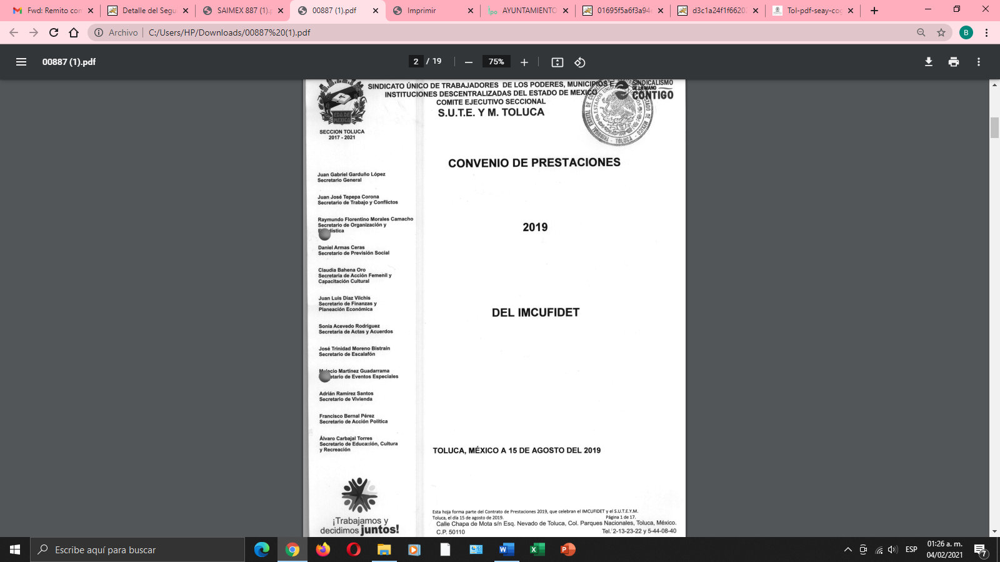 Fwd: Remito con
Detalle del Segu
SAIMEX 887 (1).p
00887 (1).pdf
Imprimir
AYUNTAMIENTO
01695f5a6f3a94
d3c1a24f1f6620
Tol-pdf-seay-cog
Archivo
C:/Users/HP/Downloads/00887%20(1).pdf
B
00887 (1).pdf
2 / 19
75%
SINDICATO ÚNICO DE TRABAJADORES DE LOS PODERES, MUNICIPIOS E
INSTITUCIONES DESCENTRALIZADAS DEL ESTADO DE MEXICO
COMITE EJECUTIVO SECCIONAL
S.U.T.E. Y M. TOLUCA
SINDICALISMO
DE LA MANO
CONTIGO
EDO. DE
MEXICO
SECCION TOLUCA
2017 - 2021
CONVENIO DE PRESTACIONES
2019
DEL IMCUFIDET
TOLUCA, MÉXICO A 15 DE AGOSTO DEL 2019
Juan Gabriel Garduño López
Secretario General
Juan José Tepepa Corona
Secretario de Trabajo y Conflictos
Raymundo Florentino Morales Camacho
Secretario de Organización y
Daniel Armas Ceras
Secretario de Previsión Social
Claudia Bahena Oro
Secretaria de Acción Femenil y
Capacitación Cultural
Juan Luis Díaz Vilchis
Secretario de Finanzas y
Planeación Económica
Sonia Acevedo Rodríguez
Secretaria de Actas y Acuerdos
José Trinidad Moreno Bistrain
Secretario de Escalafón
Martínez Guadarrama
de Eventos Especiales
Adrián Ramírez Santos
Secretario de Vivienda
Francisco Bernal Pérez
Secretario de Acción Política
Álvaro Carbajal Torres
Secretario de Educación, Cultura
y Recreación
¡Trabajamos y
decidimos juntos!
Esta hoja forma parte del Contrato de Prestaciones 2019, que celebran el IMCUFIDET y el S.U.T.E.Y.M.
Toluca, el día 15 de agosto de 2019. Página 1 de 17.
Calle Chapa de Mota s/n Esq. Nevado de Toluca, Col. Parques Nacionales, Toluca, México.
C.P. 50110 Tel. 2-13-23-22 y 5-44-08-40
Escribe aquí para buscar
ESP
01:26 a. m.
04/02/2021
7